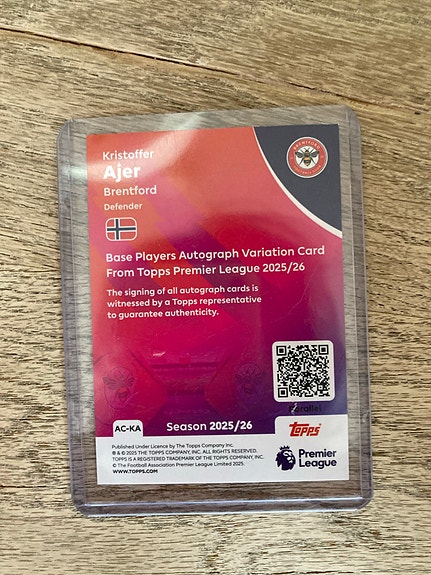 Kristoffer
Ajer
Brentford
Defender
BRENTFORD
Base Players Autograph Variation Card
From Topps Premier League 2025/26
The signing of all autograph cards is
witnessed by a Topps representative
to guarantee authenticity.
Parallel
AC-KA
Season 2025/26
topps
Published Under Licence by The Topps Company Inc.
® & © 2025 THE TOPPS COMPANY, INC. ALL RIGHTS RESERVED.
TOPPS IS A REGISTERED TRADEMARK OF THE TOPPS COMPANY, INC.
© The Football Association Premier League Limited 2025.
WWW.TOPPS.COM
Premier
League